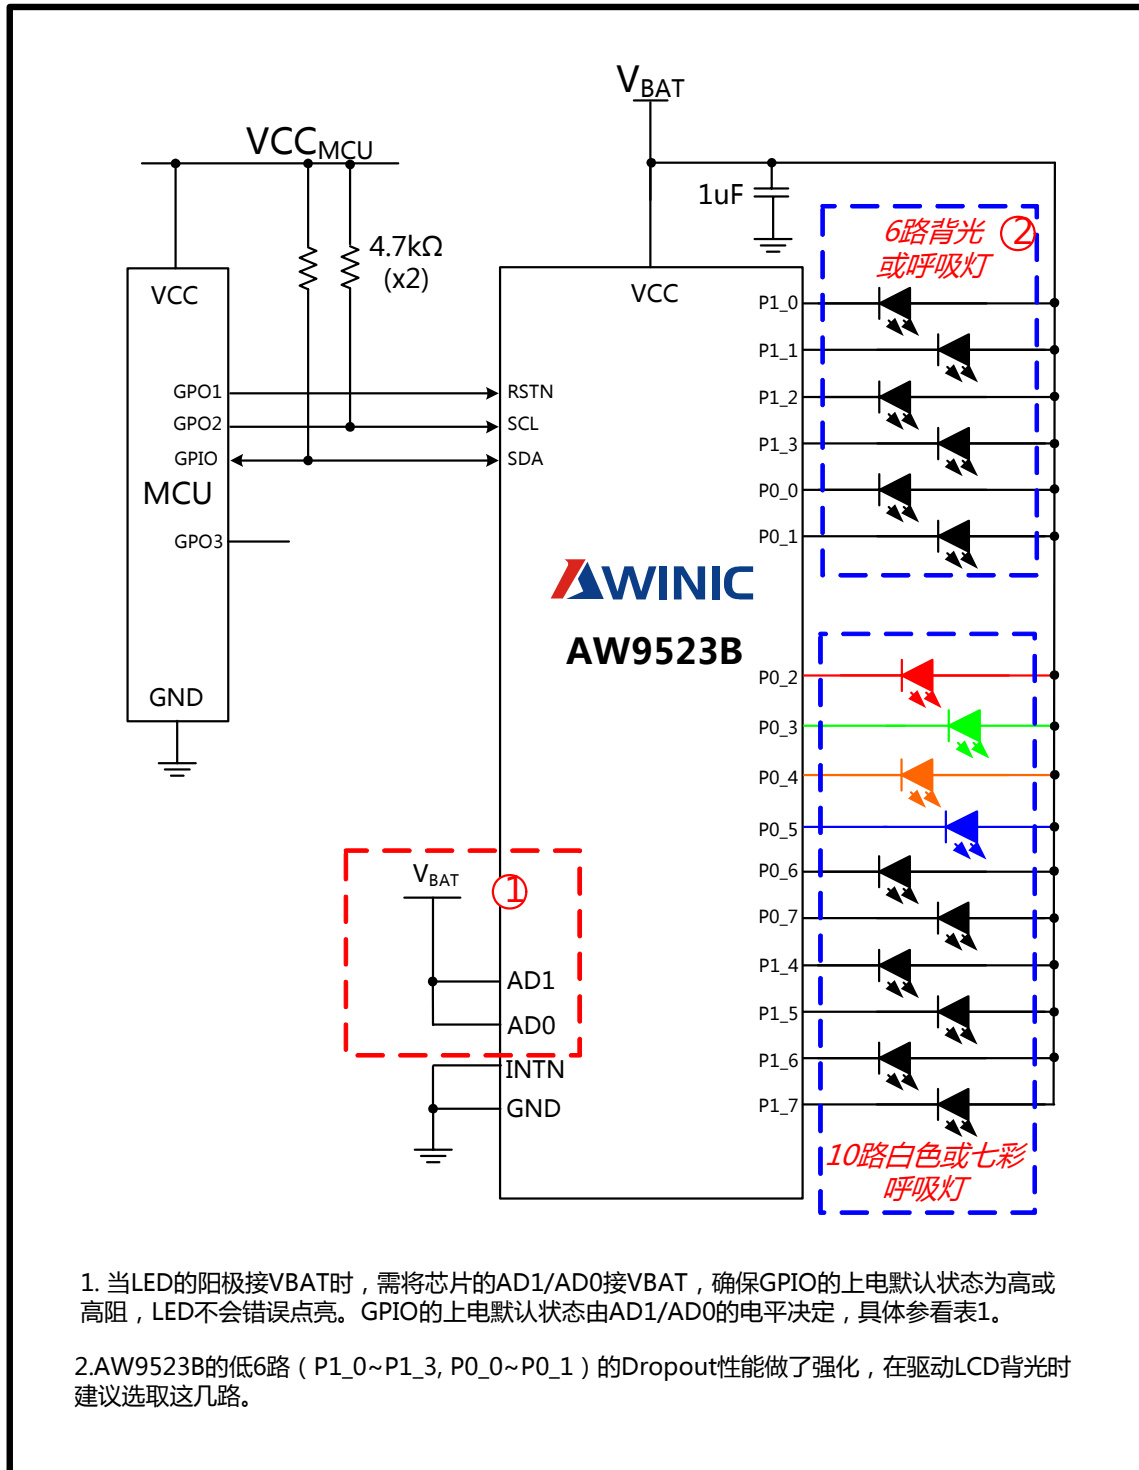 VBAT
VCCMCU
1uF
4.7kΩ
(x2)
6路背光 ②
或呼吸灯
VCC
VCC
P1_0
P1_1
GPO1
RSTN
P1_2
GPO2
SCL
P1_3
GPIO
SDA
MCU
P0_0
GPO3
P0_1
AWINIC
AW9523B
GND
P0_2
P0_3
P0_4
P0_5
VBAT
①
P0_6
P0_7
AD1
P1_4
AD0
P1_5
INTN
P1_6
GND
P1_7
10路白色或七彩
呼吸灯
1. 当LED的阳极接VBAT时，需将芯片的AD1/AD0接VBAT，确保GPIO的上电默认状态为高或
高阻，LED不会错误点亮。GPIO的上电默认状态由AD1/AD0的电平决定，具体参看表1。
2.AW9523B的低6路（P1_0~P1_3, P0_0~P0_1）的Dropout性能做了强化，在驱动LCD背光时
建议选取这几路。